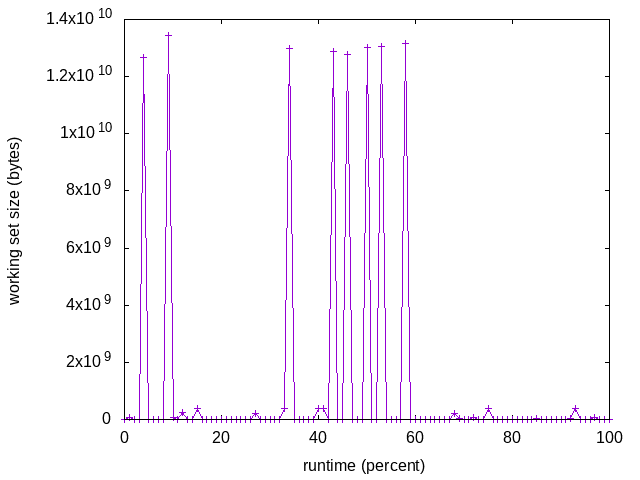 1.4x10^10
1.2x10^10
1x10^10
8x10^9
6x10^9
4x10^9
2x10^9
0
working set size (bytes)
0 20 40 60 80 100
runtime (percent)